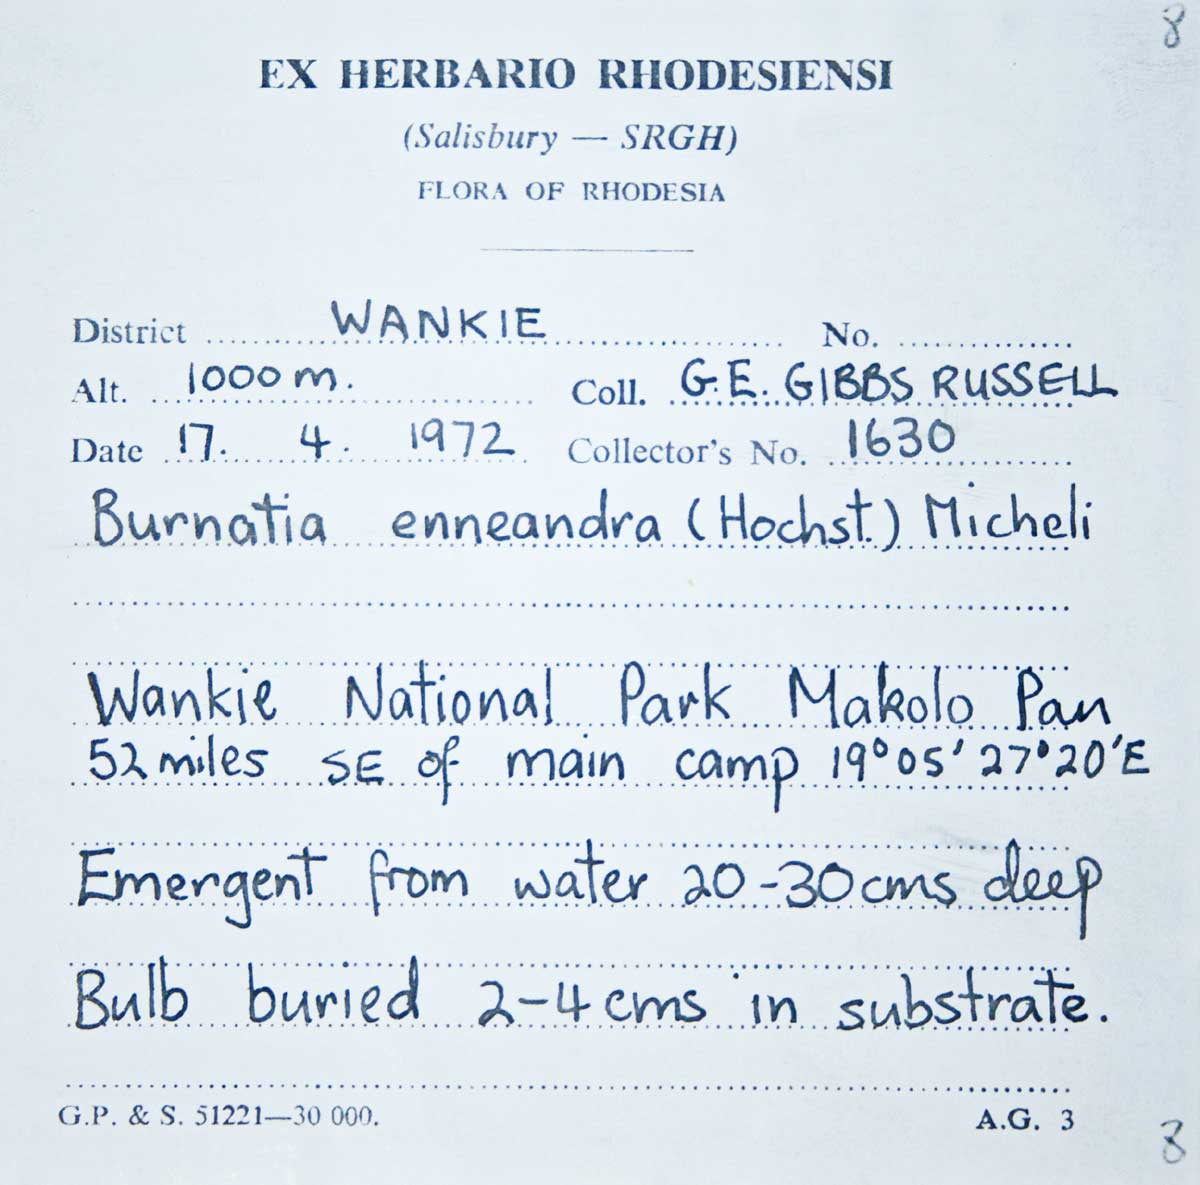 8
EX HERBARIO RHODESIENSI
(Salisbury — SRGH)
FLORA OF RHODESIA
District WANKIE No.
Alt. 1000 m. Coll. G.E. GIBBS RUSSELL
Date 17. 4. 1972 Collector's No. 1630
Burnatia enneandra (Hochst.) Micheli
Wankie National Park Makolo Pan
52 miles SE of main camp 19°05' 27°20'E
Emergent from water 20-30cms deep
Bulb buried 2-4 cms in substrate.
G.P. & S. 51221—30 000. A.G. 3
8